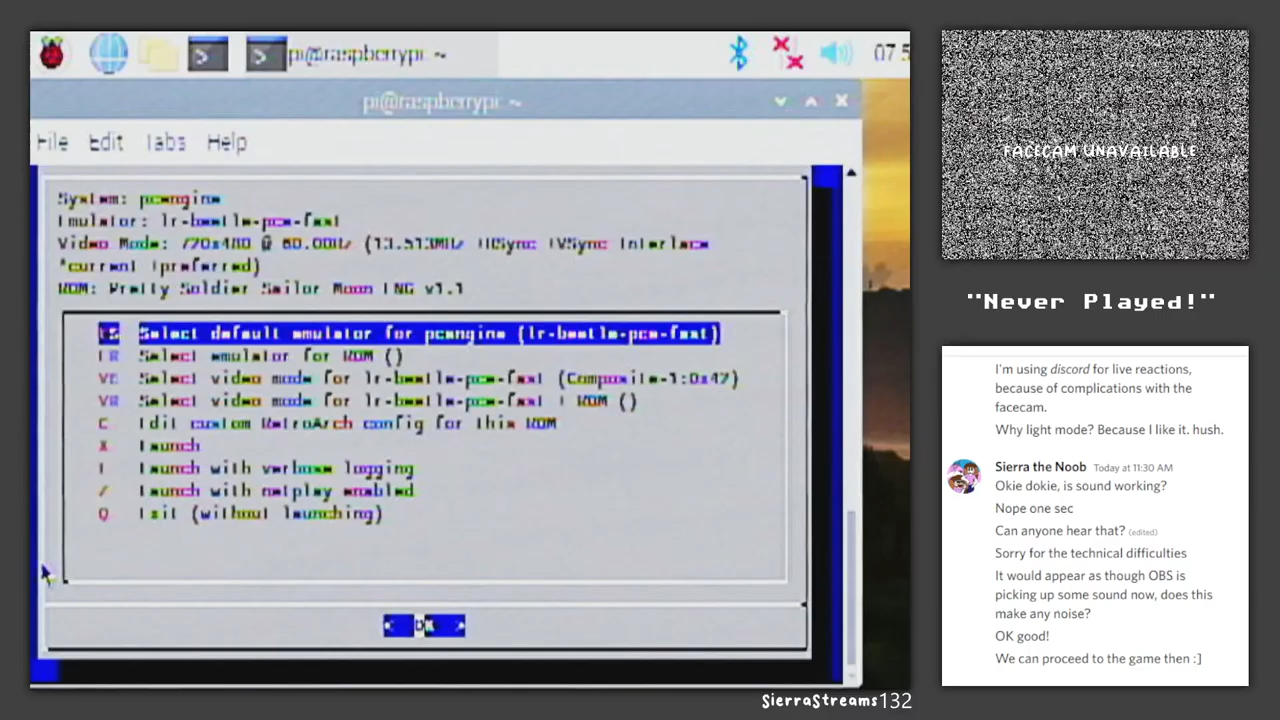 pi@raspberrypi: ~
07:5
pi@raspberrypi: ~
File Edit Tabs Help
System: pcengine
Emulator: lr-beetle-pce-fast
Video Mode: 720x480 @ 60.00Hz (13.513MHz HSync VSync Interlace
*current (preferred)
ROM: Pretty Soldier Sailor Moon ENG v1.1
Select default emulator for pcengine (lr-beetle-pce-fast)
Select emulator for ROM ()
Select video mode for lr-beetle-pce-fast (Composite-1:0x47)
Select video mode for lr-beetle-pce-fast + ROM ()
C Edit custom RetroArch config for this ROM
X Launch
Launch with verbose logging
Launch with netplay enabled
Q Exit (without launching)
< OK >
FACECAM UNAVAILABLE
"Never Played!"
I'm using discord for live reactions,
because of complications with the
facecam.
Why light mode? Because I like it. hush.
Sierra the Noob Today at 11:30 AM
Okie dokie, is sound working?
Nope one sec
Can anyone hear that? (edited)
Sorry for the technical difficulties
It would appear as though OBS is
picking up some sound now, does this
make any noise?
OK good!
We can proceed to the game then :]
SierraStreams132